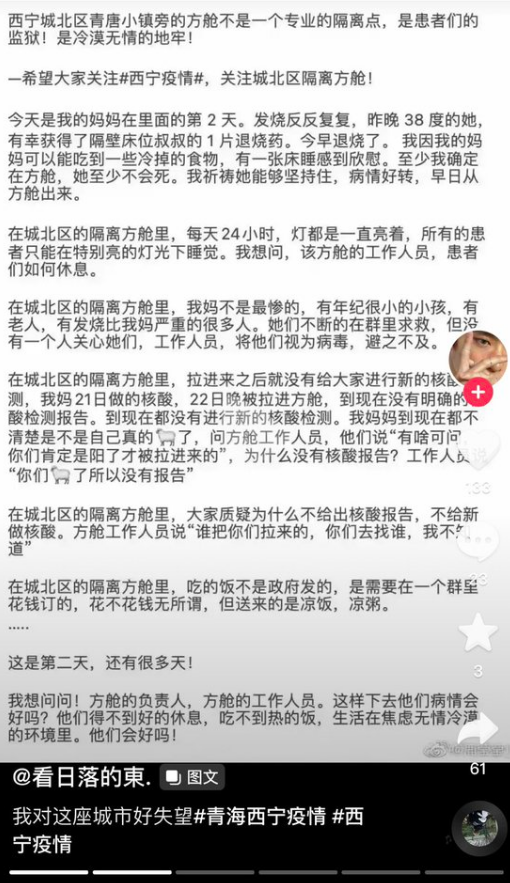 西宁城北区青唐小镇旁的方舱不是一个专业的隔离点，是患者们的
监狱！是冷漠无情的地牢！
—希望大家关注#西宁疫情#，关注城北区隔离方舱！
今天是我的妈妈在里面的第 2 天。发烧反反复复，昨晚 38 度的她，
有幸获得了隔壁床位叔叔的 1 片退烧药。今早退烧了。 我因我的妈
妈可以能吃到一些冷掉的食物，有一张床睡感到欣慰。至少我确定
在方舱，她至少不会死。我祈祷她能够坚持住，病情好转，早日从
方舱出来。
在城北区的隔离方舱里，每天 24 小时，灯都是一直亮着，所有的患
者只能在特别亮的灯光下睡觉。我想问，该方舱的工作人员，患者
们如何休息。
在城北区的隔离方舱里，我妈不是最惨的，有年纪很小的小孩，有
老人，有发烧比我妈严重的很多人。她们不断的在群里求救，但没
有一个人关心她们，工作人员，将他们视为病毒，避之不及。
在城北区的隔离方舱里，拉进来之后就没有给大家进行新的核酸
测，我妈 21日做的核酸，22日晚被拉进方舱，到现在没有明确的
酸检测报告。到现在都没有进行新的核酸检测。我妈妈到现在都不
清楚是不是自己真的🐑了，问方舱工作人员，他们说“有啥可问
你们肯定是阳了才被拉进来的”，为什么没有核酸报告？工作人员说
“你们🐑了所以没有报告”
在城北区的隔离方舱里，大家质疑为什么不给出核酸报告，不给新
做核酸。方舱工作人员说“谁把你们拉来的，你们去找谁，我不知
道”
在城北区的隔离方舱里，吃的饭不是政府发的，是需要在一个群里
花钱订的，花不花钱无所谓，但送来的是凉饭，凉粥。
.....
这是第二天，还有很多天！
我想问问！方舱的负责人，方舱的工作人员。这样下去他们病情会
好吗？他们得不到好的休息，吃不到热的饭，生活在焦虑无情冷漠
的环境里。他们会好吗！
133
23
3
61
@看日落的東. 图文
我对这座城市好失望#青海西宁疫情 #西
宁疫情